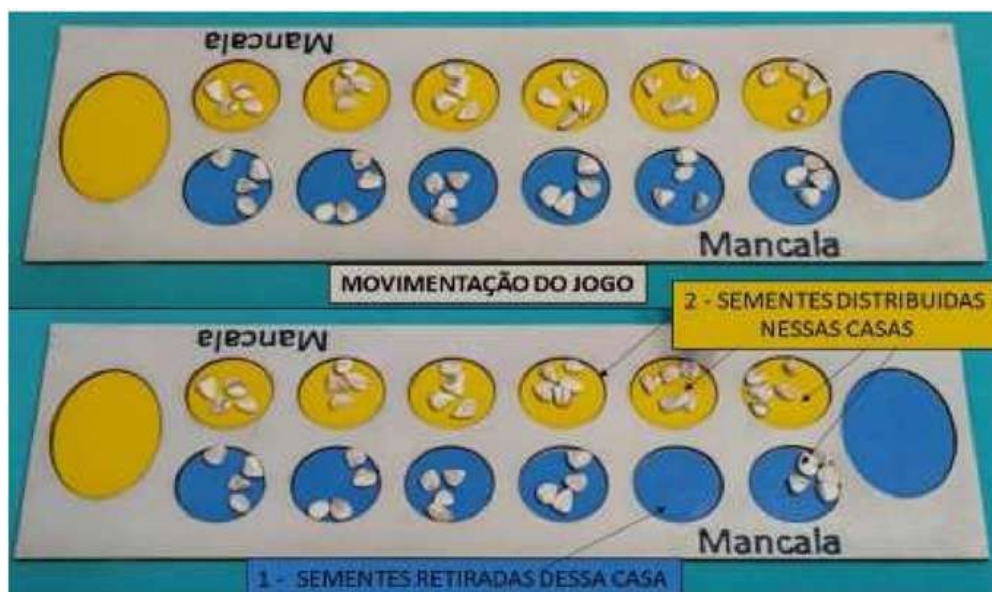 Mancala
Mancala
MOVIMENTAÇÃO DO JOGO
2 - SEMENTES DISTRIBUIDAS
NESSAS CASAS
Mancala
Mancala
1 - SEMENTES RETIRADAS DESSA CASA